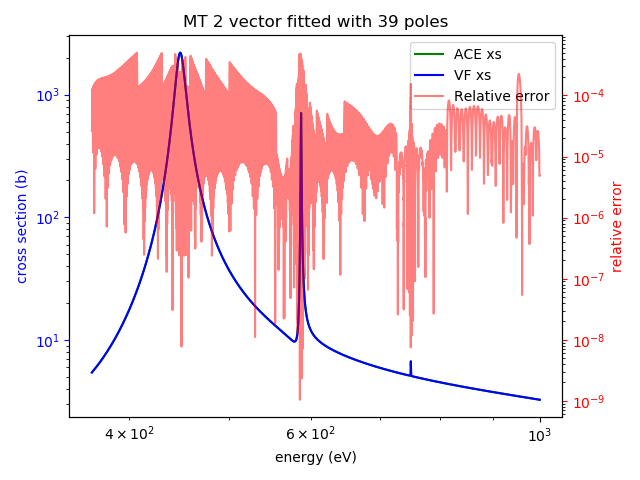 MT 2 vector fitted with 39 poles
ACE xs
VF xs
Relative error
10³
10²
10¹
cross section (b)
10⁻⁴
10⁻⁵
10⁻⁶
10⁻⁷
10⁻⁸
10⁻⁹
relative error
4 × 10² 6 × 10² 10³
energy (eV)